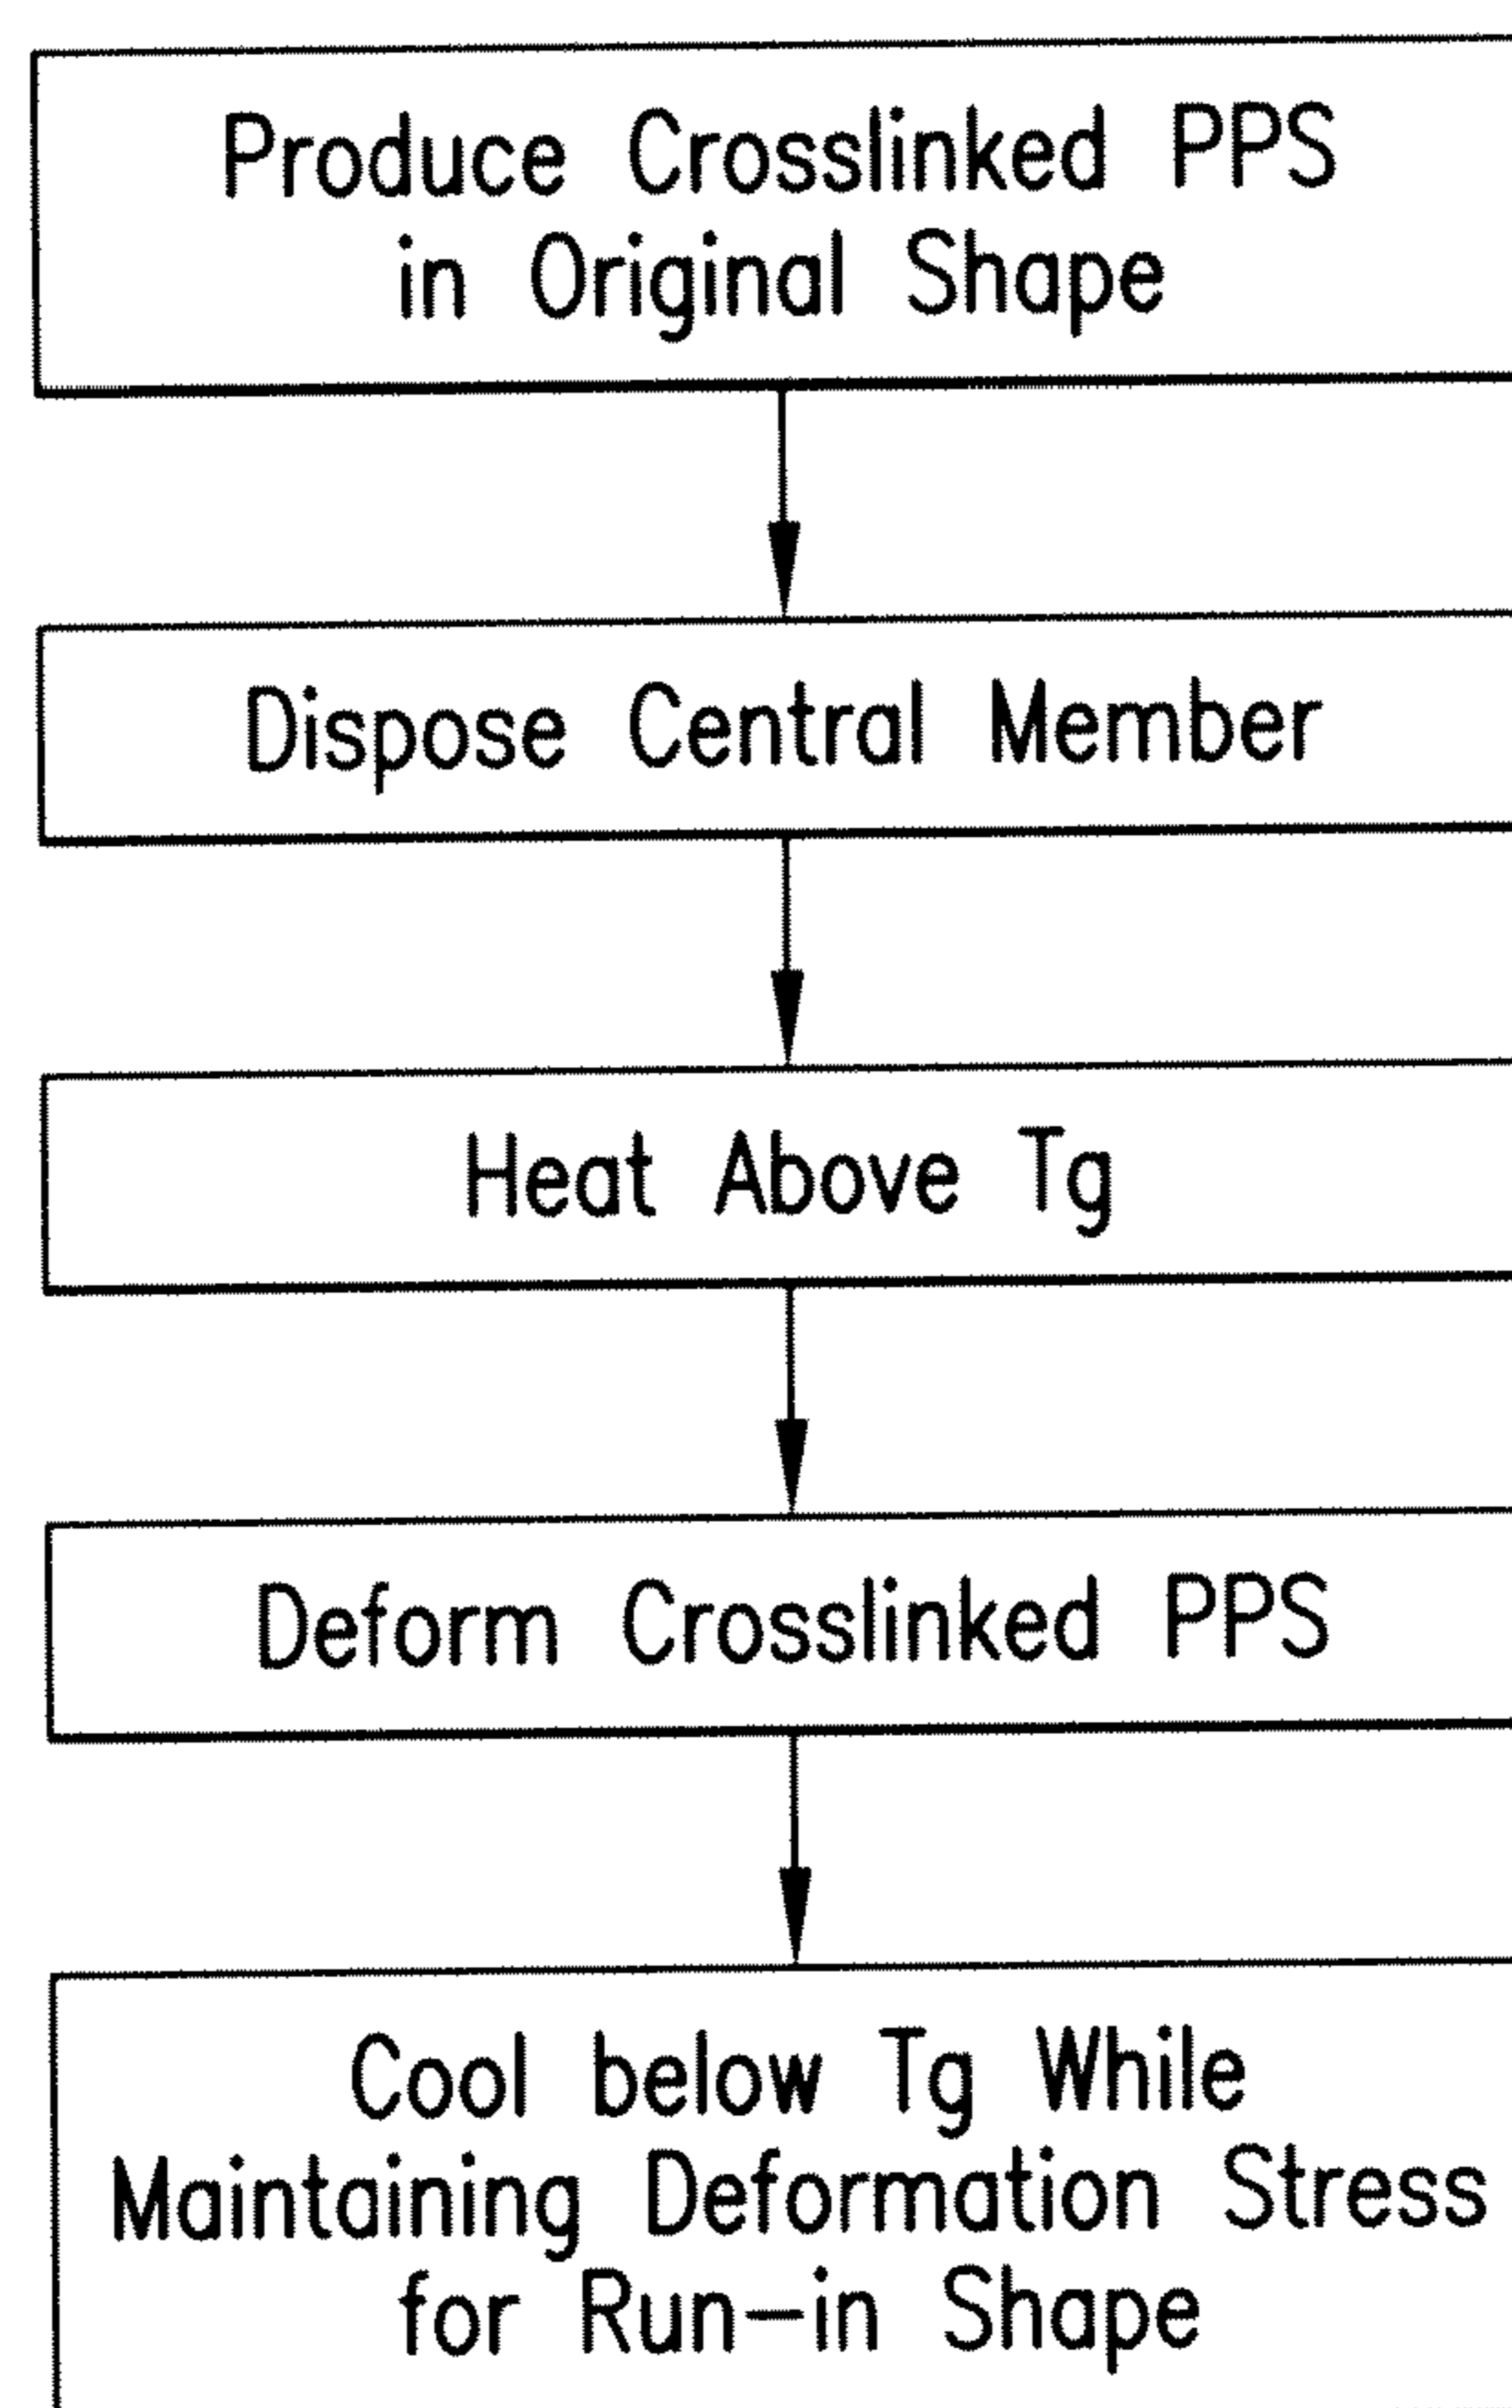 Produce Crosslinked PPS
in Original Shape
Dispose Central Member
Heat Above Tg
Deform Crosslinked PPS
Cool below Tg While
Maintaining Deformation Stress
for Run-in Shape